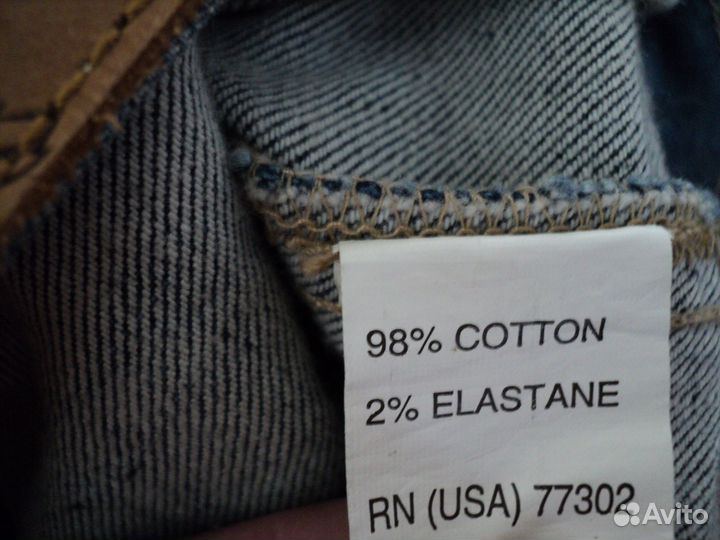 98% COTTON
2% ELASTANE
RN (USA) 77302
Avito